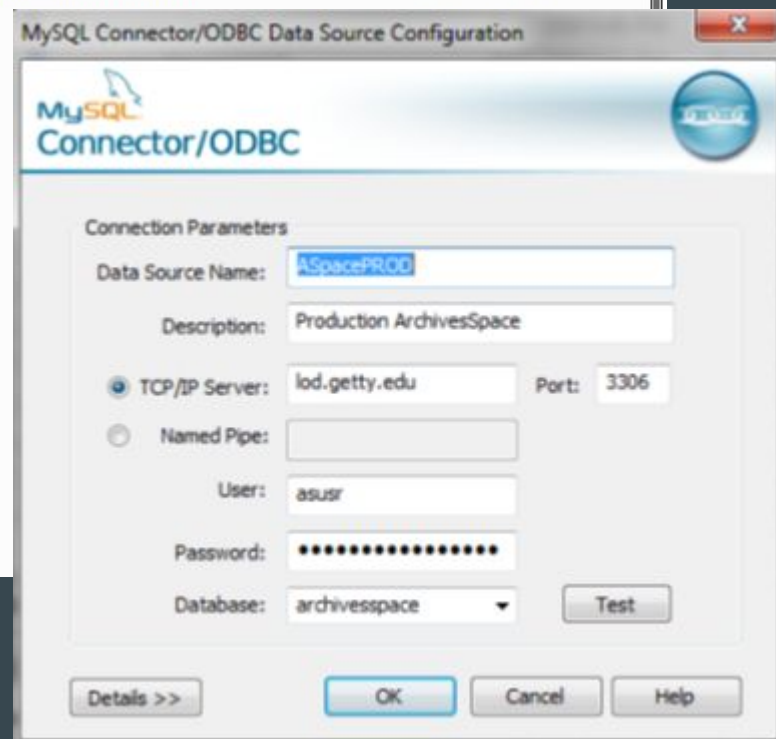 MySQL Connector/ODBC Data Source Configuration
MySQL
Connector/ODBC
Connection Parameters
Data Source Name: ASpacePROD
Description: Production ArchivesSpace
TCP/IP Server: lod.getty.edu Port: 3306
Named Pipe:
User: asusr
Password: ••••••••••••••••
Database: archivesspace Test
Details >> OK Cancel Help